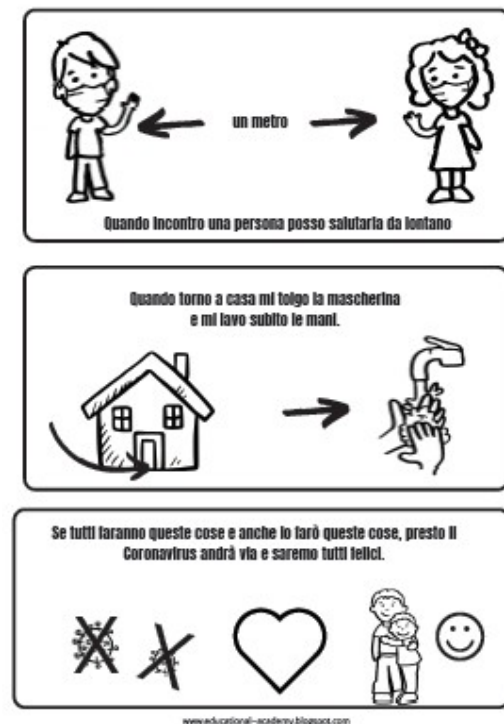 un metro
Quando incontro una persona posso salutarla da lontano
Quando torno a casa mi tolgo la mascherina
e mi lavo subito le mani.
Se tutti faranno queste cose e anche io farò queste cose, presto il
Coronavirus andrà via e saremo tutti felici.
www.educational-academy.blogspot.com